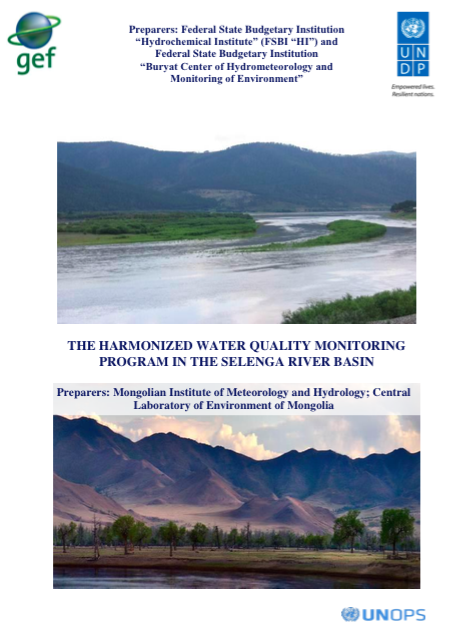 gef
Preparers: Federal State Budgetary Institution
“Hydrochemical Institute” (FSBI “HI”) and
Federal State Budgetary Institution
“Buryat Center of Hydrometeorology and
Monitoring of Environment”
U N
D P
Empowered lives.
Resilient nations.
THE HARMONIZED WATER QUALITY MONITORING
PROGRAM IN THE SELENGA RIVER BASIN
Preparers: Mongolian Institute of Meteorology and Hydrology; Central
Laboratory of Environment of Mongolia
UNOPS